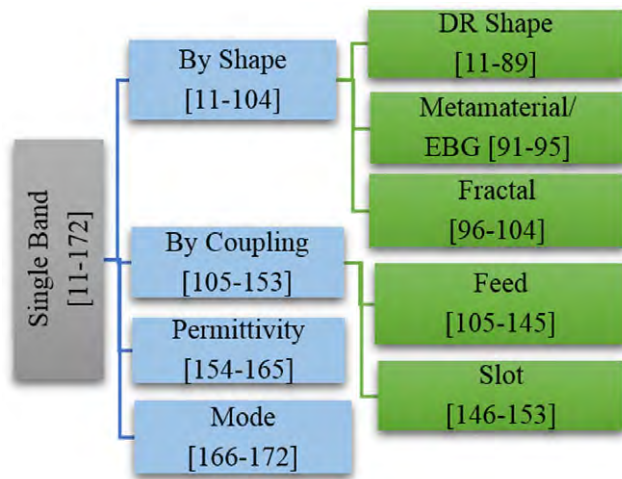 Single Band
[11-172]
By Shape
[11-104]
By Coupling
[105-153]
Permittivity
[154-165]
Mode
[166-172]
DR Shape
[11-89]
Metamaterial/
EBG [91-95]
Fractal
[96-104]
Feed
[105-145]
Slot
[146-153]